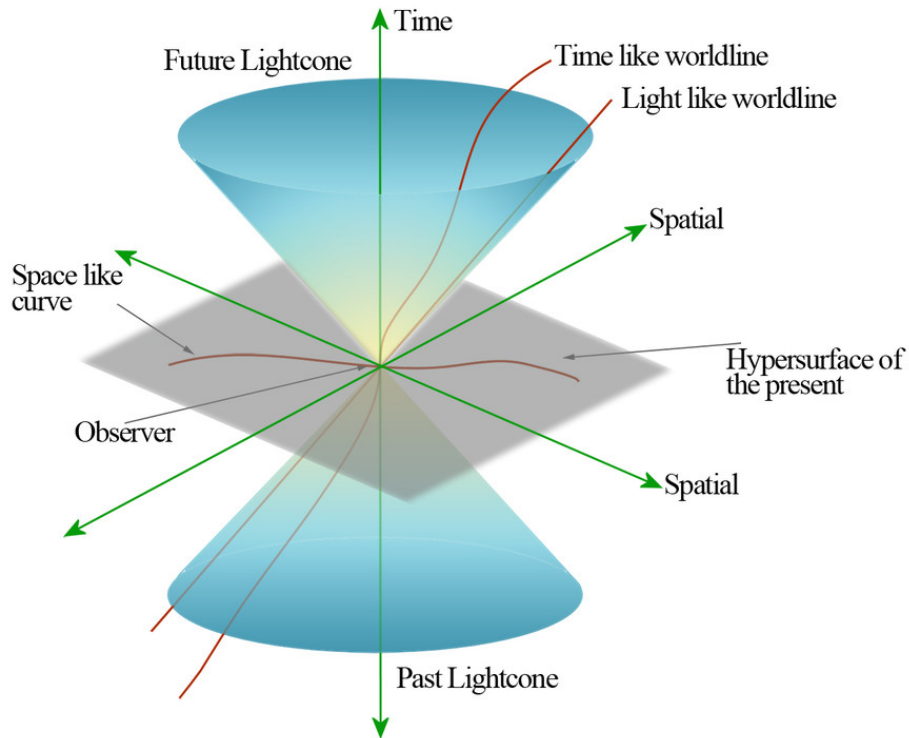 Time
Future Lightcone
Time like worldline
Light like worldline
Spatial
Space like
curve
Hypersurface of
the present
Observer
Spatial
Past Lightcone